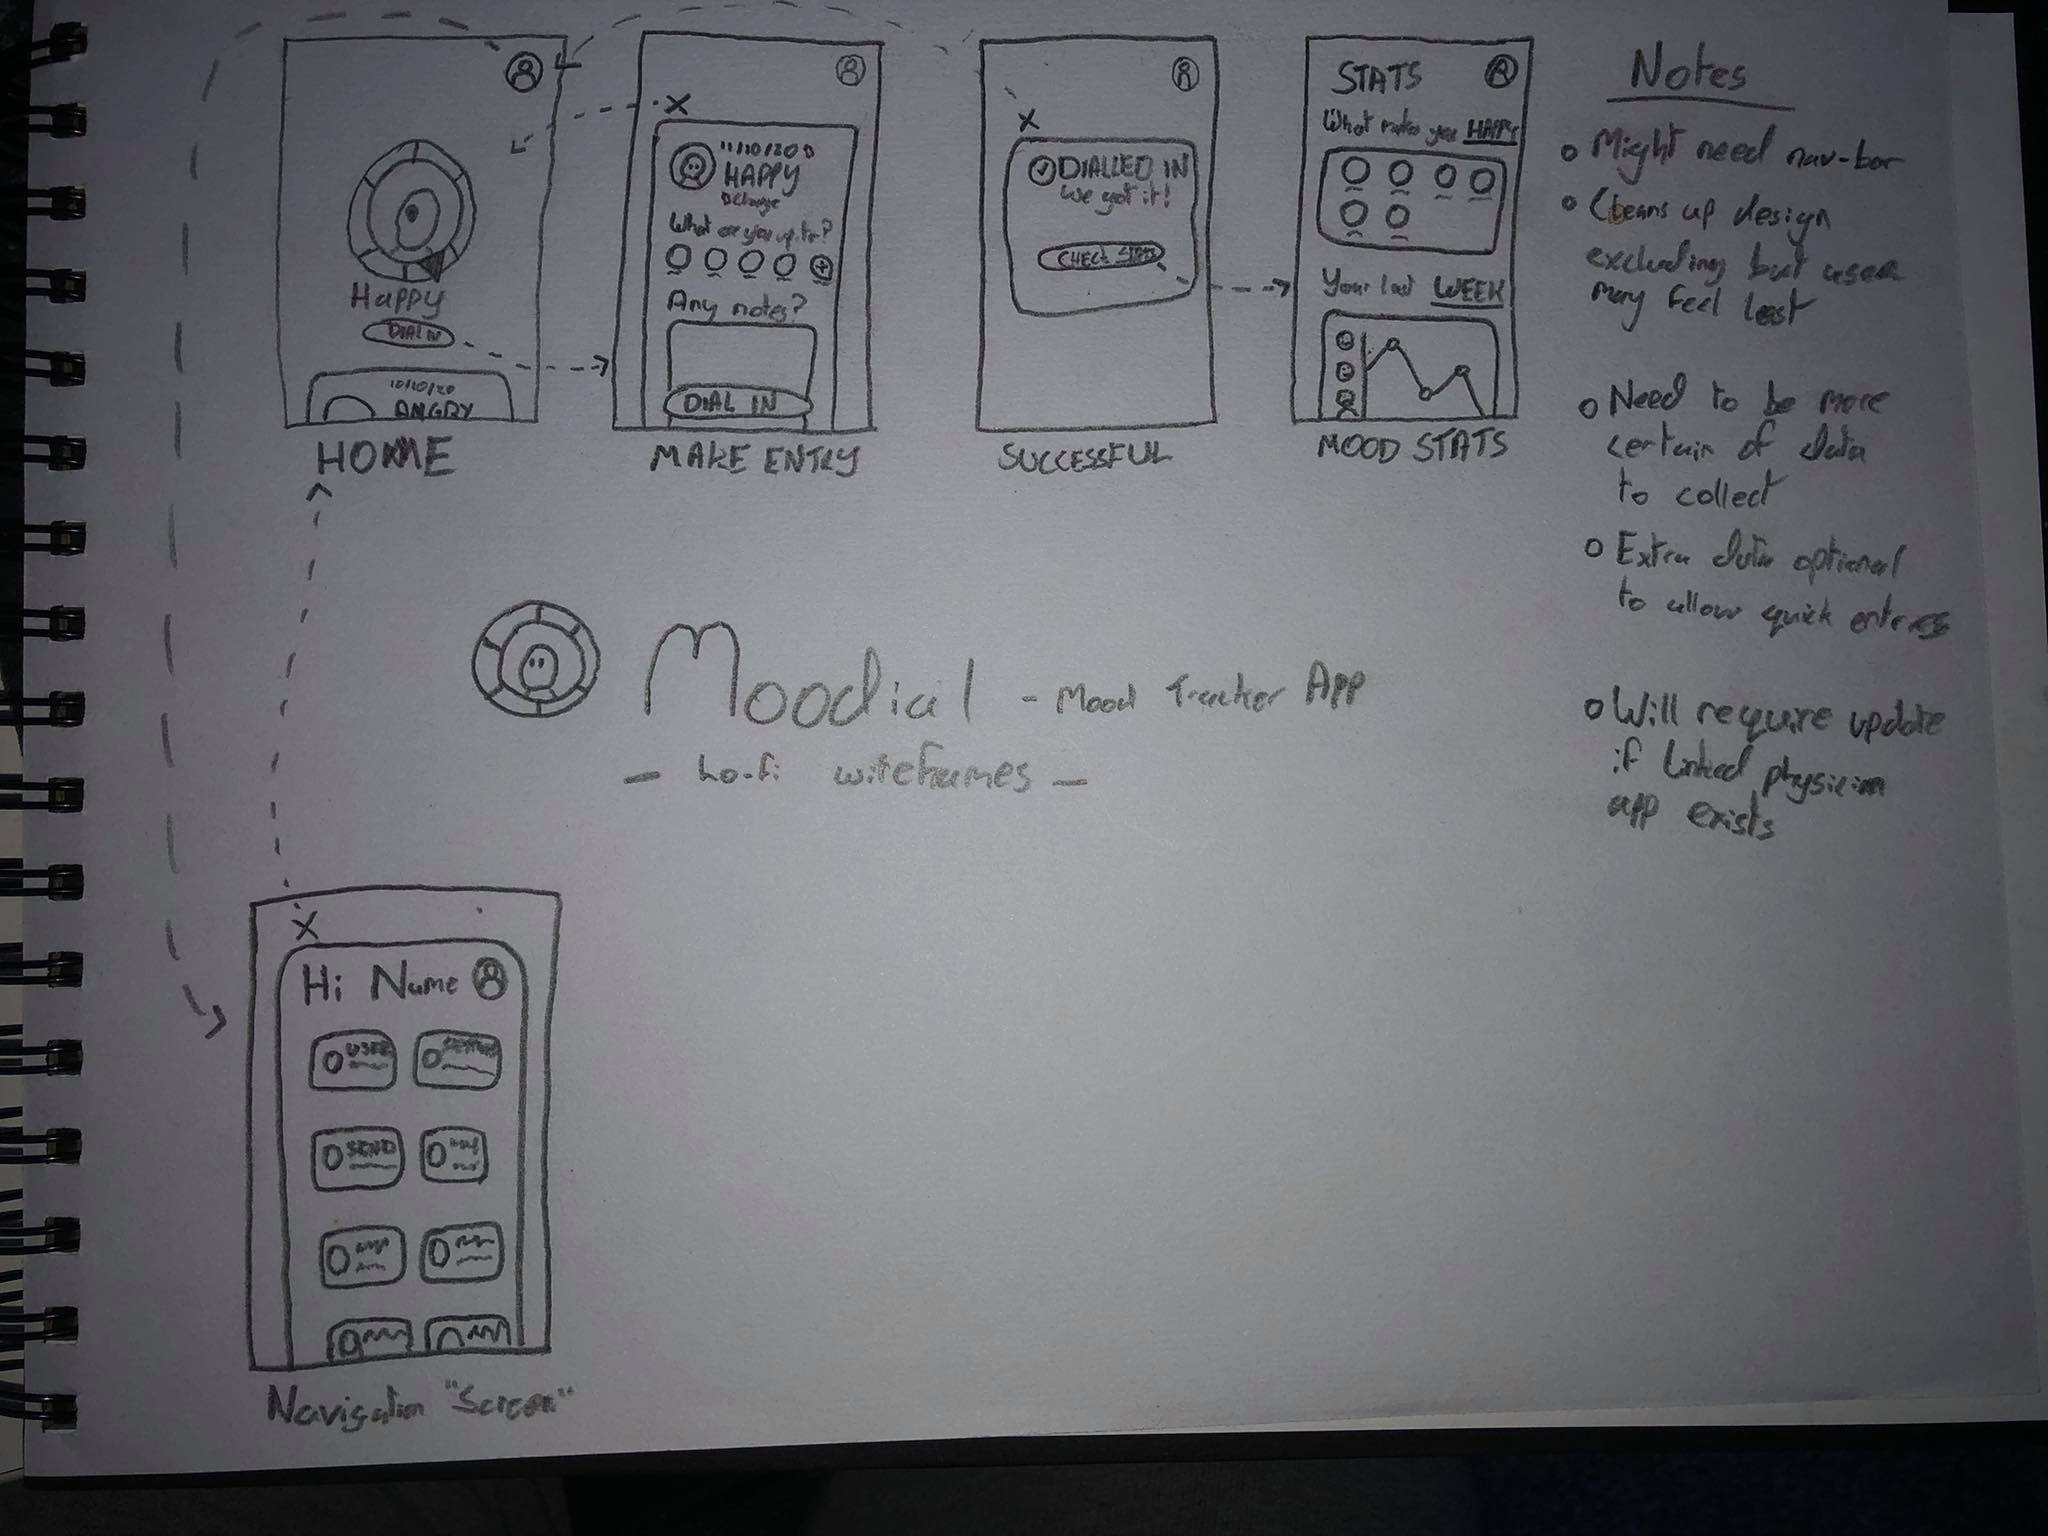 Happy
DIAL IN
10/10/20
ANGRY
HOME
X
11/10/20
HAPPY
Change
What are you up to?
Any notes?
DIAL IN
MAKE ENTRY
X
DIALLED IN
We got it!
CHECK STATS
SUCCESSFUL
STATS
What makes you HAPPY
Your last WEEK
MOOD STATS
Notes
Might need nav-bar
Cleans up design
excluding but user
may feel lost
Need to be more
certain of data
to collect
Extra data optional
to allow quick entries
Will require update
if linked physician
app exists
Moodial - Mood Tracker App
- Lo-fi wireframes -
X
Hi Name
USER
SEND
Navigation "Screen"